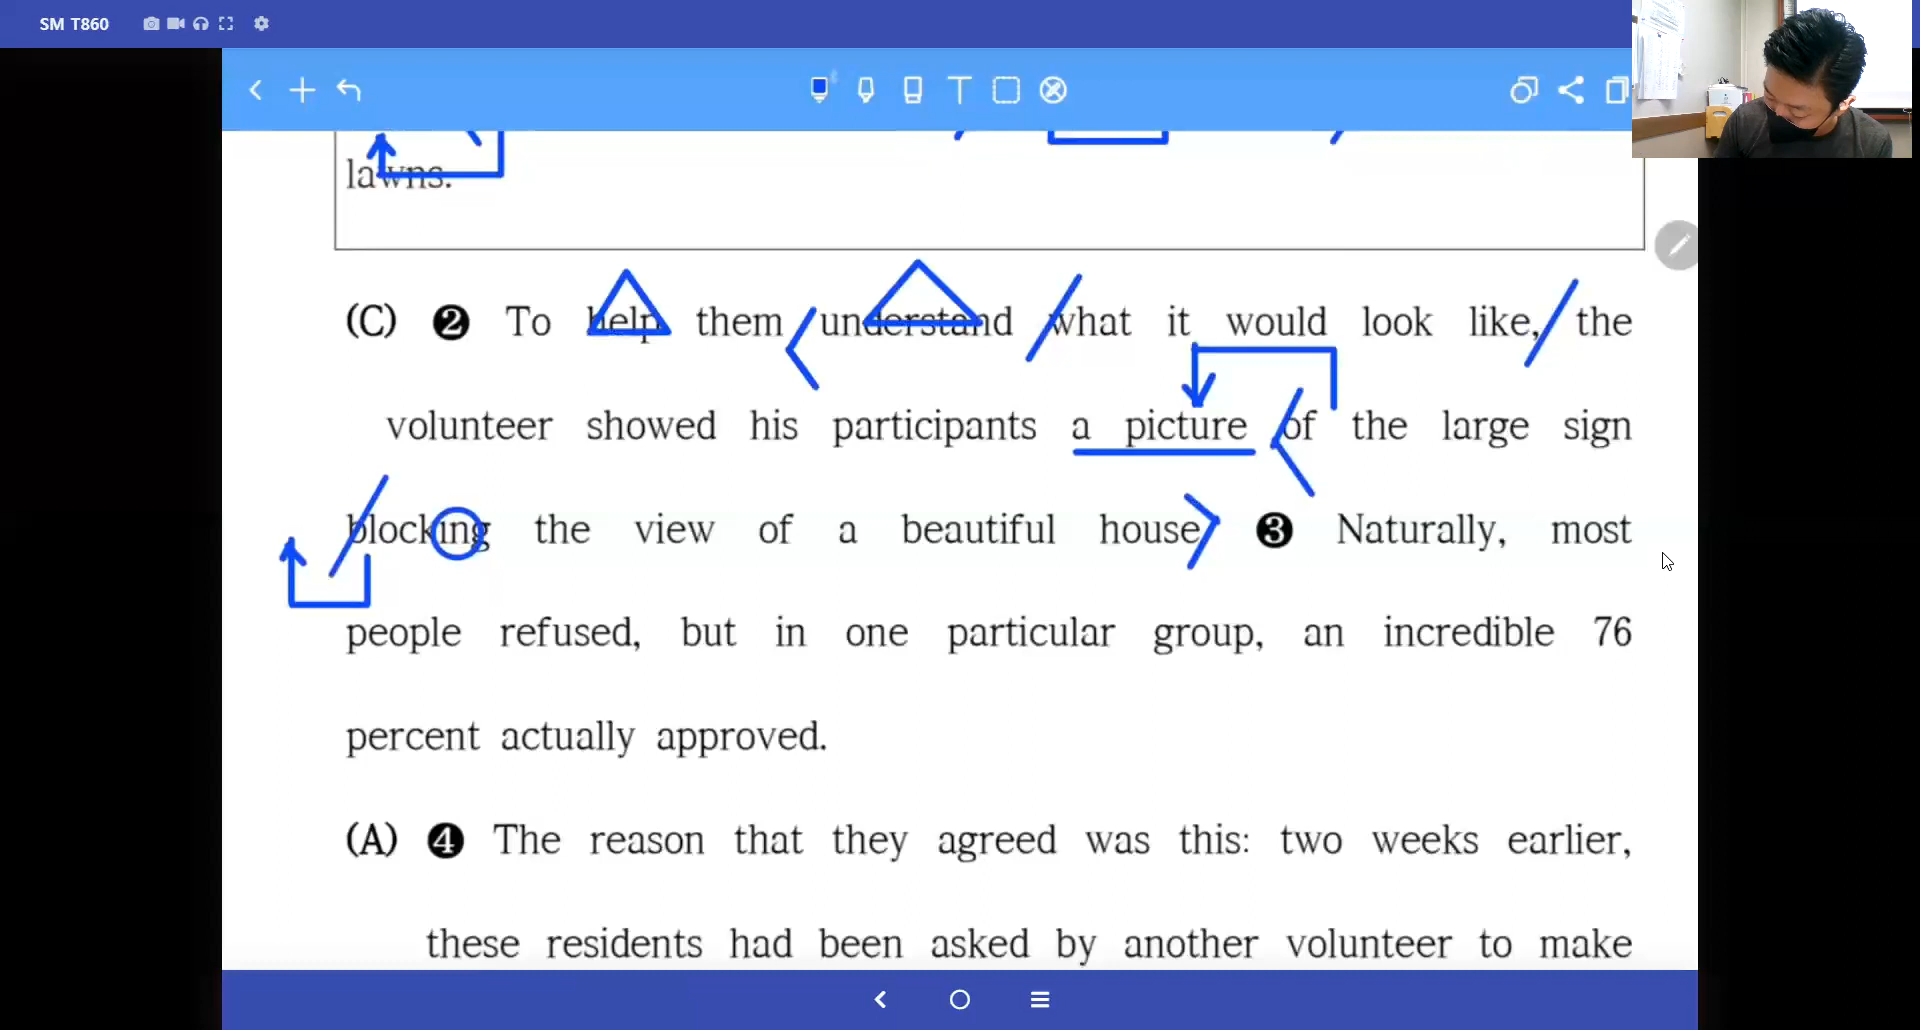 SM T860
lawns.
(C) ❷ To help them understand what it would look like, the
volunteer showed his participants a picture of the large sign
blocking the view of a beautiful house. ❸ Naturally, most
people refused, but in one particular group, an incredible 76
percent actually approved.
(A) ❹ The reason that they agreed was this: two weeks earlier,
these residents had been asked by another volunteer to make